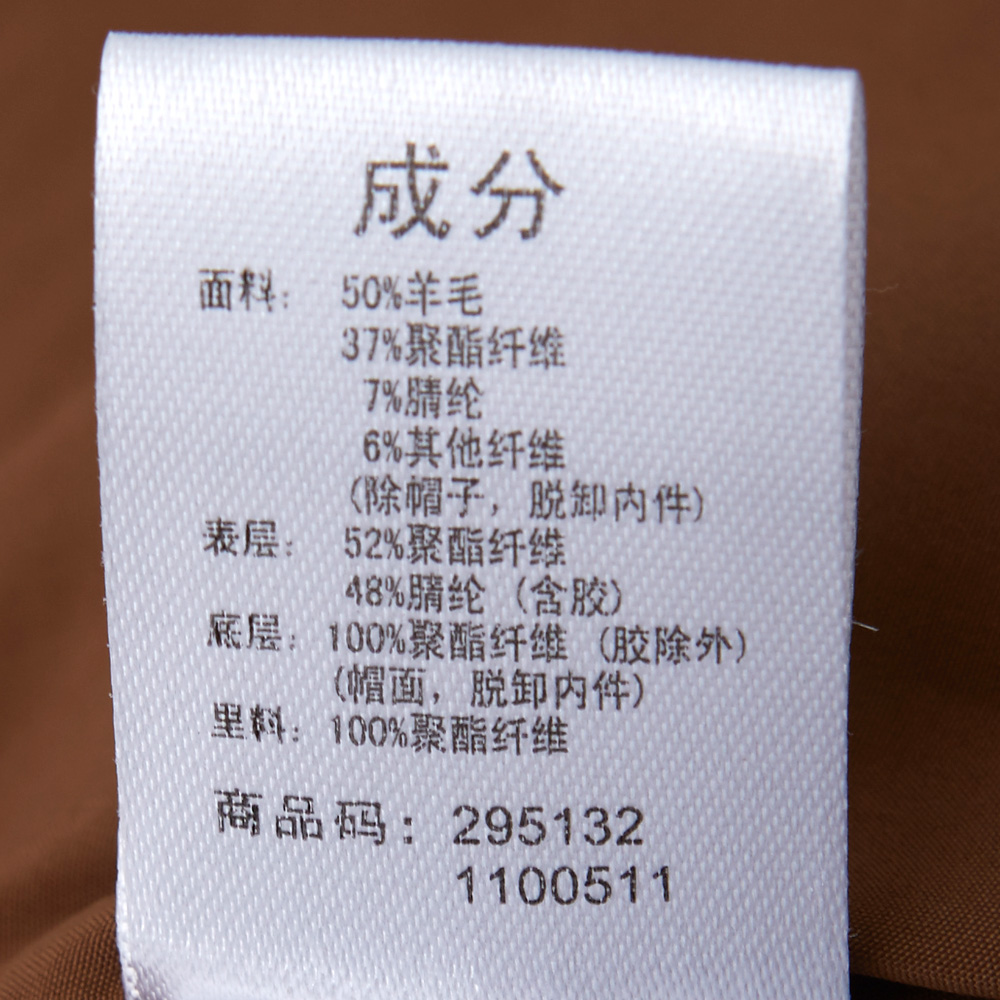 成分
面料： 50%羊毛
37%聚酯纤维
7%腈纶
6%其他纤维
(除帽子，脱卸内件)
表层： 52%聚酯纤维
48%腈纶（含胶）
底层： 100%聚酯纤维（胶除外）
(帽面，脱卸内件)
里料： 100%聚酯纤维
商品码： 295132
1100511